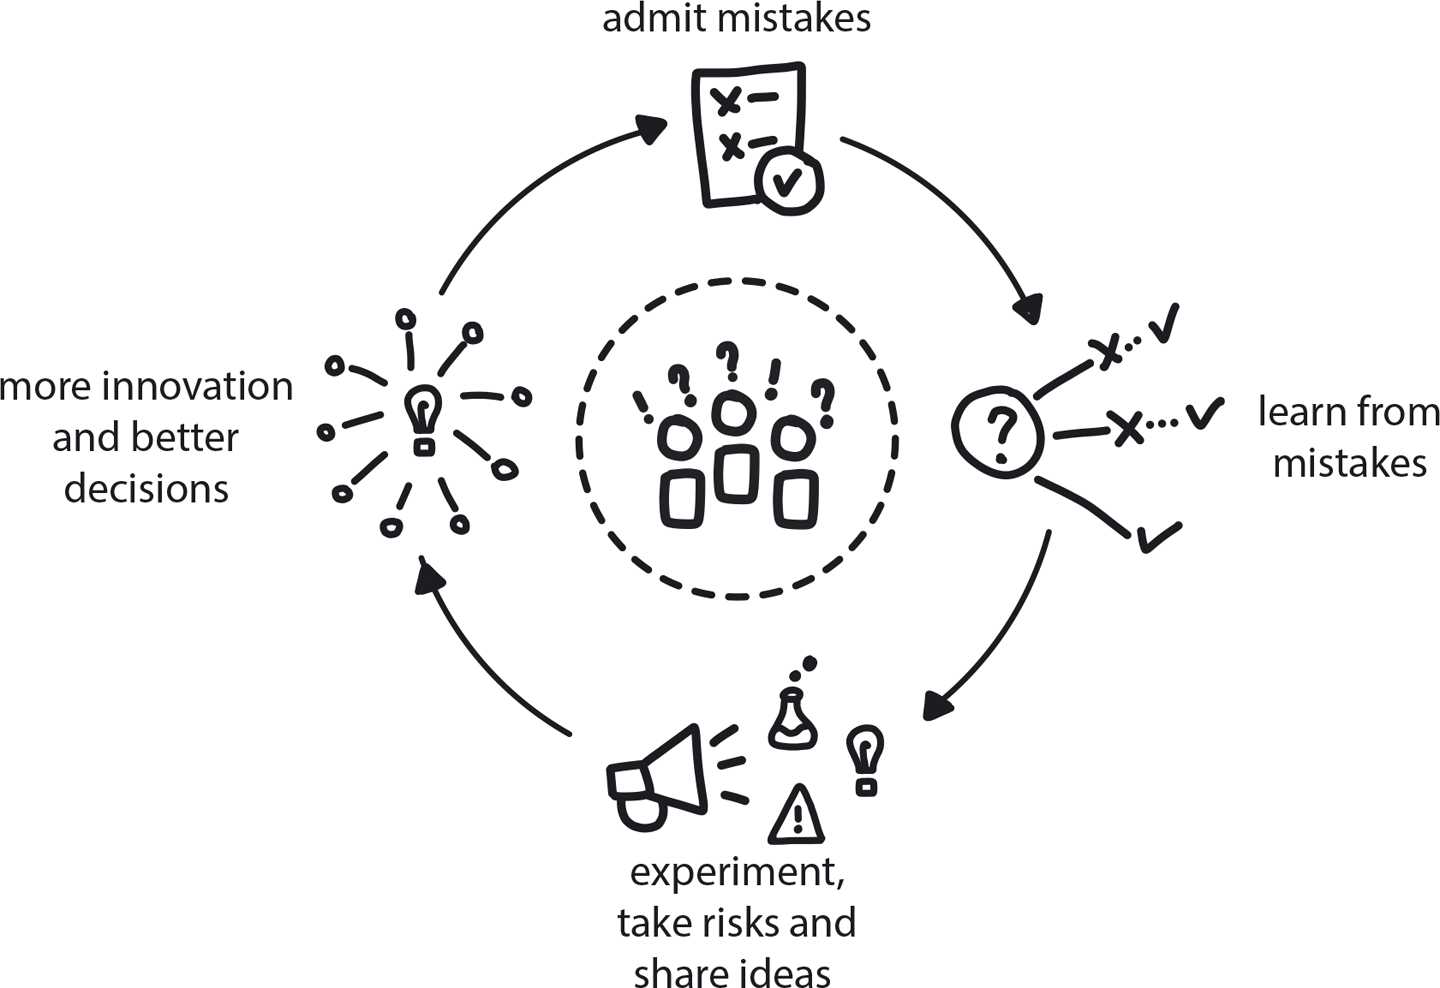 admit mistakes
learn from
mistakes
experiment,
take risks and
share ideas
more innovation
and better
decisions